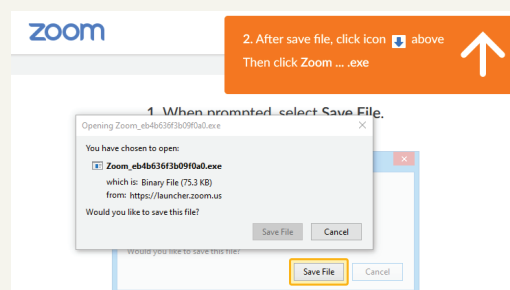 zoom
2. After save file, click icon above
Then click Zoom ... .exe
1. When prompted, select Save File.
Opening Zoom_eb4b636f3b09f0a0.exe
You have chosen to open:
Zoom_eb4b636f3b09f0a0.exe
which is: Binary File (75.3 KB)
from: https://launcher.zoom.us
Would you like to save this file?
Save File Cancel
Would you like to save this file?
Save File Cancel